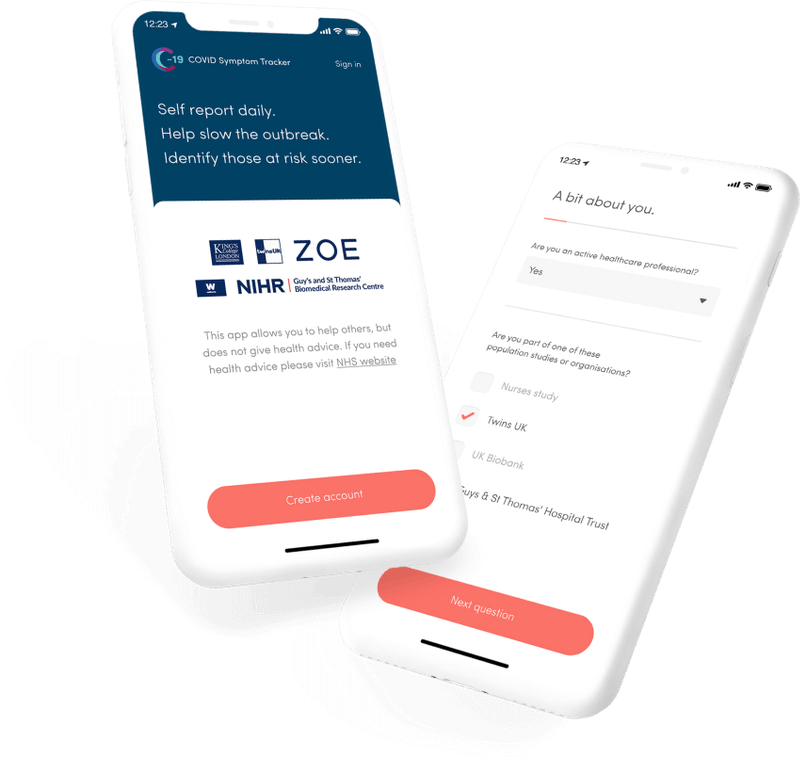 12:23
-19 COVID Symptom Tracker
Sign in
Self report daily.
Help slow the outbreak.
Identify those at risk sooner.
KING'S
College
LONDON
TwinsUK
ZOE
W
NIHR | Guy's and St Thomas'
Biomedical Research Centre
This app allows you to help others, but
does not give health advice. If you need
health advice please visit NHS website
Create account
12:23
A bit about you.
Are you an active healthcare professional?
Yes
Are you part of one of these
population studies or organisations?
Nurses study
Twins UK
UK Biobank
Guys & St Thomas' Hospital Trust
Next question